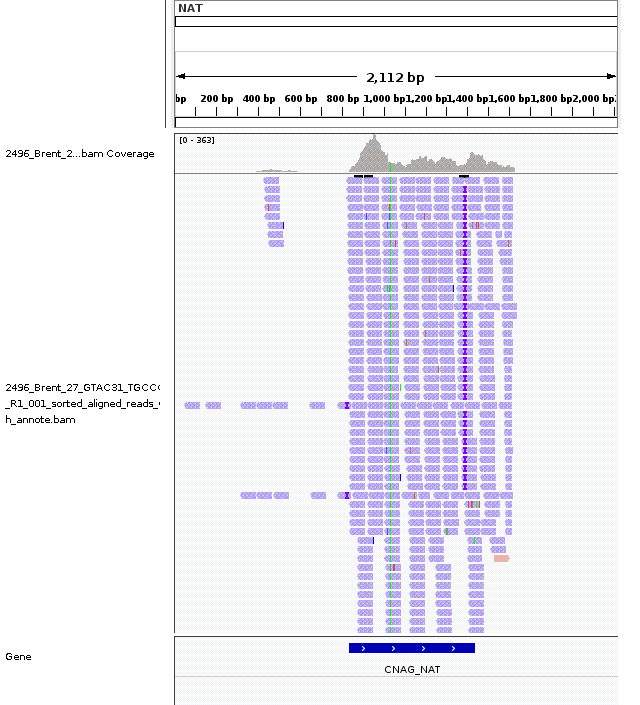 NAT
2,112 bp
bp 200 bp 400 bp 600 bp 800 bp 1,000 bp 1,200 bp 1,400 bp 1,600 bp 1,800 bp 2,000 bp
[0 - 363]
2496_Brent_2...bam Coverage
2496_Brent_27_GTAC31_TGCC
_R1_001_sorted_aligned_reads_
h_annote.bam
Gene
CNAG_NAT